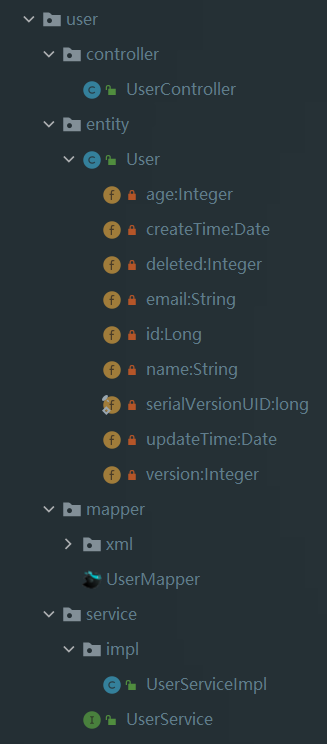 user
controller
UserController
entity
User
age:Integer
createTime:Date
deleted:Integer
email:String
id:Long
name:String
serialVersionUID:long
updateTime:Date
version:Integer
mapper
xml
UserMapper
service
impl
UserServiceImpl
UserService